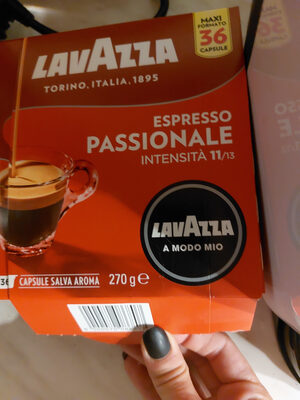 MAXI
FORMATO
36
CAPSULE
LAVAZZA
TORINO, ITALIA, 1895
ESPRESSO
PASSIONALE
INTENSITÀ 11/13
LAVAZZA
A MODO MIO
36 CAPSULE SALVA AROMA
270 g e